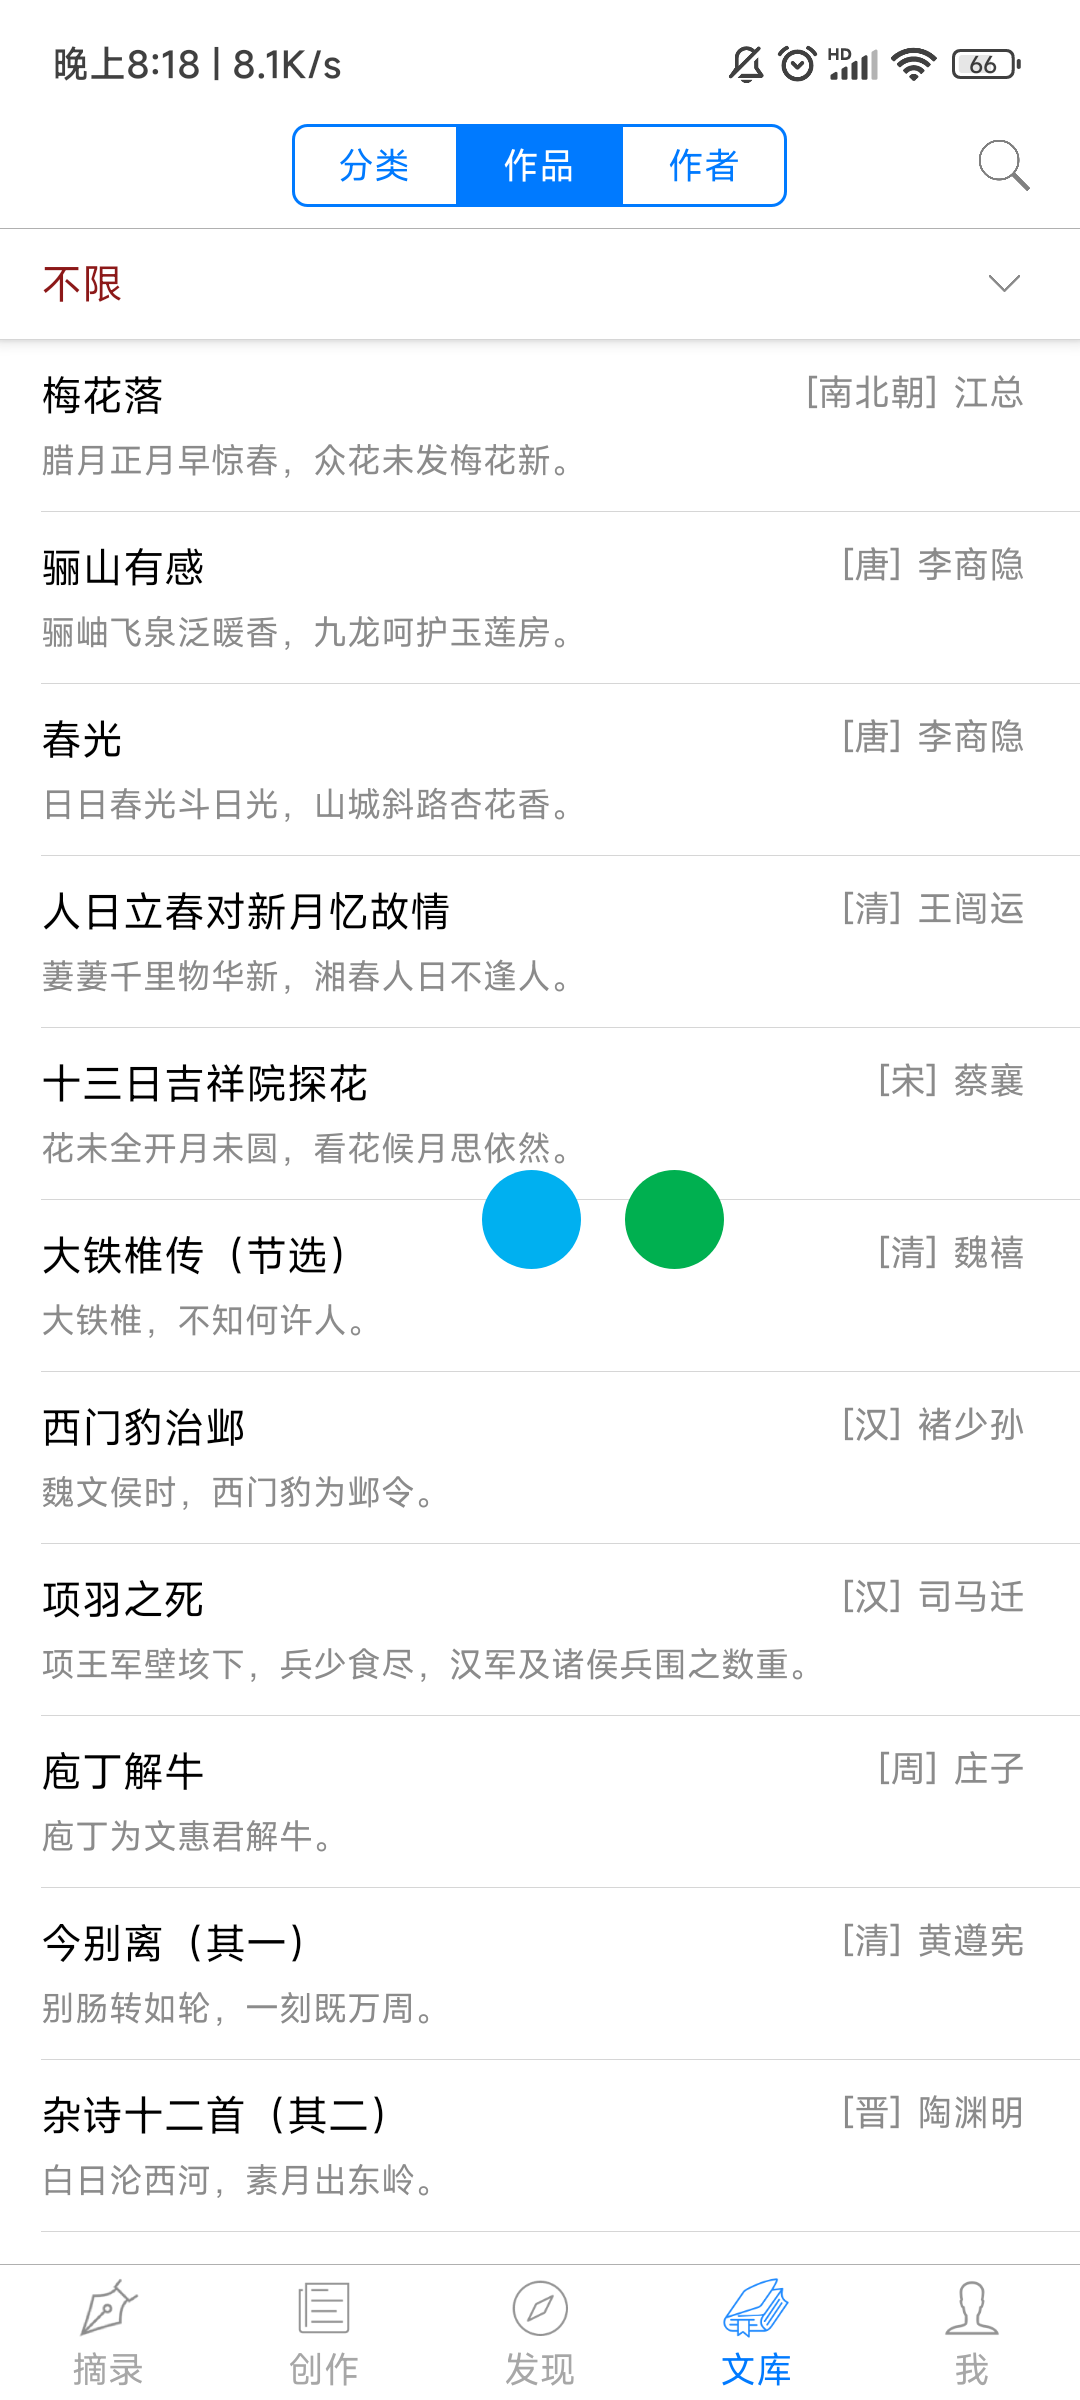 晚上8:18 | 8.1K/s
HD
66
分类 作品 作者
不限
梅花落 [南北朝] 江总
腊月正月早惊春，众花未发梅花新。
骊山有感 [唐] 李商隐
骊岫飞泉泛暖香，九龙呵护玉莲房。
春光 [唐] 李商隐
日日春光斗日光，山城斜路杏花香。
人日立春对新月忆故情 [清] 王闿运
萋萋千里物华新，湘春人日不逢人。
十三日吉祥院探花 [宋] 蔡襄
花未全开月未圆，看花候月思依然。
大铁椎传（节选） [清] 魏禧
大铁椎，不知何许人。
西门豹治邺 [汉] 褚少孙
魏文侯时，西门豹为邺令。
项羽之死 [汉] 司马迁
项王军壁垓下，兵少食尽，汉军及诸侯兵围之数重。
庖丁解牛 [周] 庄子
庖丁为文惠君解牛。
今别离（其一） [清] 黄遵宪
别肠转如轮，一刻既万周。
杂诗十二首（其二） [晋] 陶渊明
白日沦西河，素月出东岭。
摘录 创作 发现 文库 我